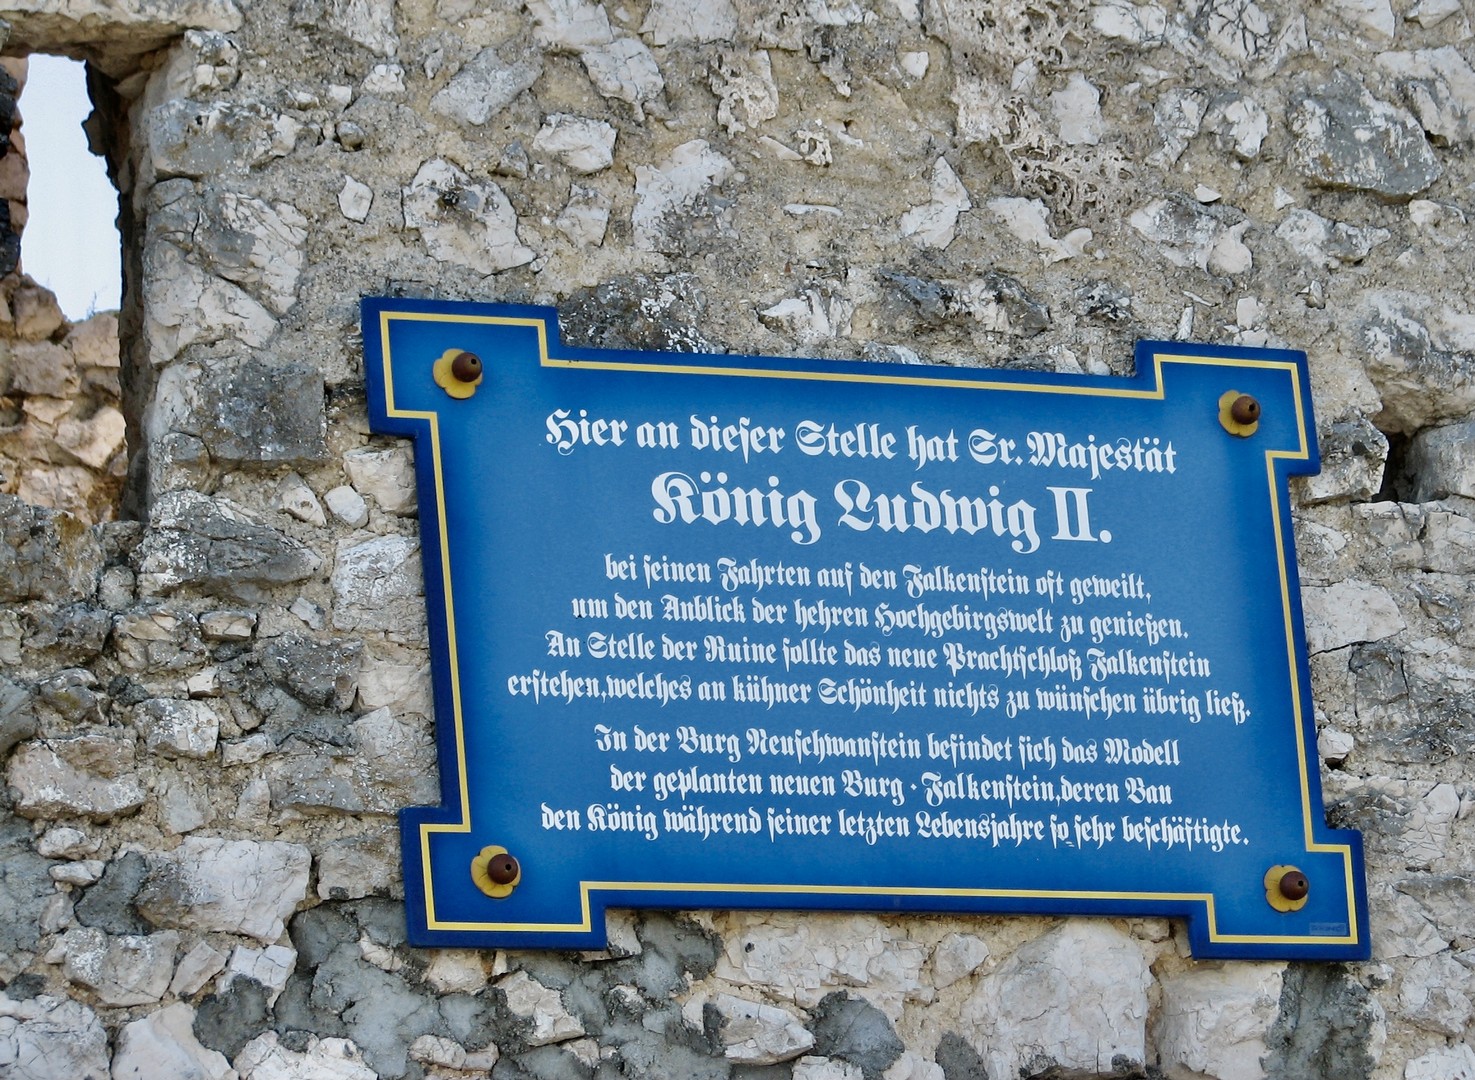 Hier an dieser Stelle hat Sr. Majestät
König Ludwig II.
bei seinen Fahrten auf den Falkenstein oft geweilt,
um den Anblick der hehren Hochgebirgswelt zu genießen.
An Stelle der Ruine sollte das neue Prachtschloß Falkenstein
erstehen, welches an kühner Schönheit nichts zu wünschen übrig ließ.
In der Burg Neuschwanstein befindet sich das Modell
der geplanten neuen Burg · Falkenstein, deren Bau
den König während seiner letzten Lebensjahre so sehr beschäftigte.